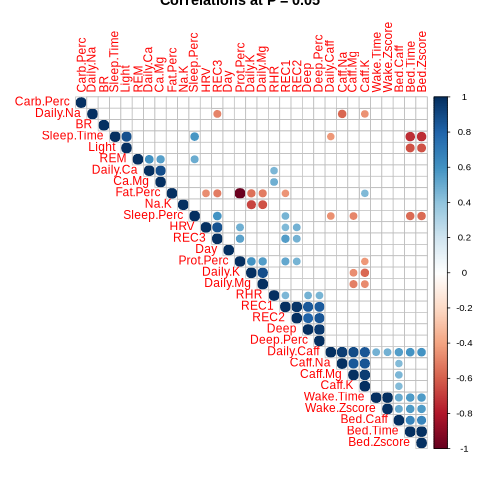 Correlations at P = 0.05
Carb.Perc
Daily.Na
BR
Sleep.Time
Light
REM
Daily.Ca
Ca.Mg
Fat.Perc
Na.K
Sleep.Perc
HRV
REC3
Day
Prot.Perc
Daily.K
Daily.Mg
RHR
REC1
REC2
Deep
Deep.Perc
Daily.Caff
Caff.Na
Caff.Mg
Caff.K
Wake.Time
Wake.Zscore
Bed.Caff
Bed.Time
Bed.Zscore
Carb.Perc
Daily.Na
BR
Sleep.Time
Light
REM
Daily.Ca
Ca.Mg
Fat.Perc
Na.K
Sleep.Perc
HRV
REC3
Day
Prot.Perc
Daily.K
Daily.Mg
RHR
REC1
REC2
Deep
Deep.Perc
Daily.Caff
Caff.Na
Caff.Mg
Caff.K
Wake.Time
Wake.Zscore
Bed.Caff
Bed.Time
Bed.Zscore
1
0.8
0.6
0.4
0.2
0
-0.2
-0.4
-0.6
-0.8
-1